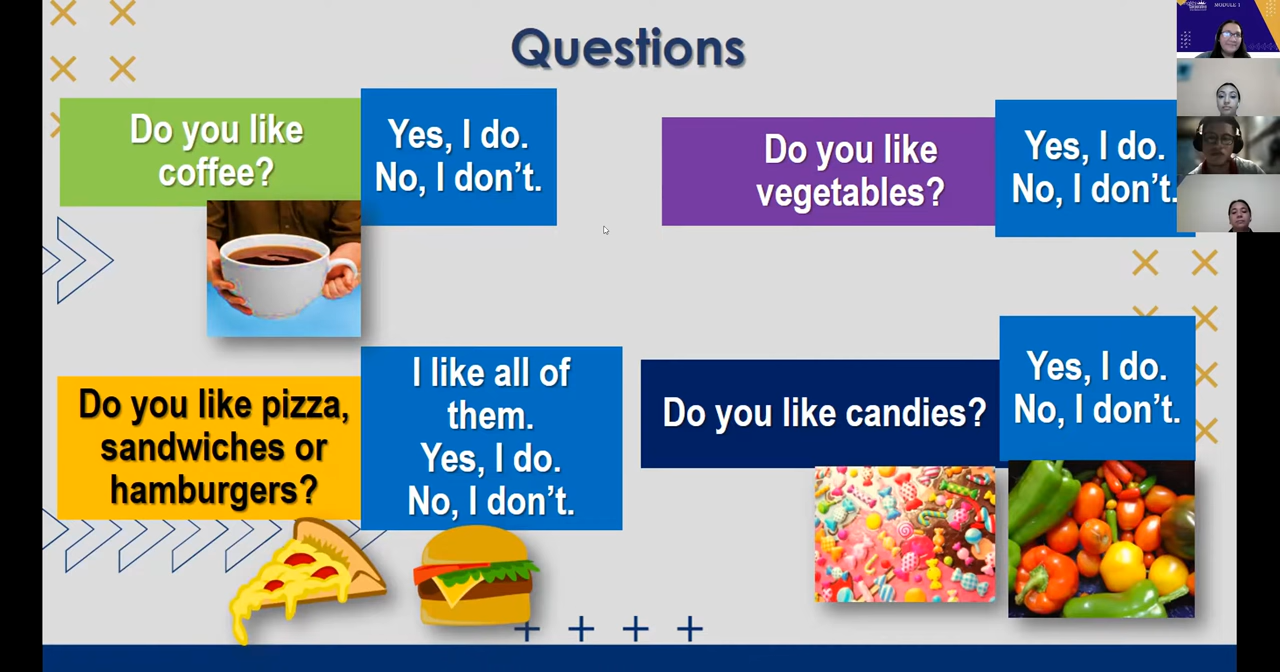 Questions
Do you like
coffee?
Yes, I do.
No, I don't.
Do you like
vegetables?
Yes, I do.
No, I don't.
Do you like pizza,
sandwiches or
hamburgers?
I like all of
them.
Yes, I do.
No, I don't.
Do you like candies?
Yes, I do.
No, I don't.
MODULE 1